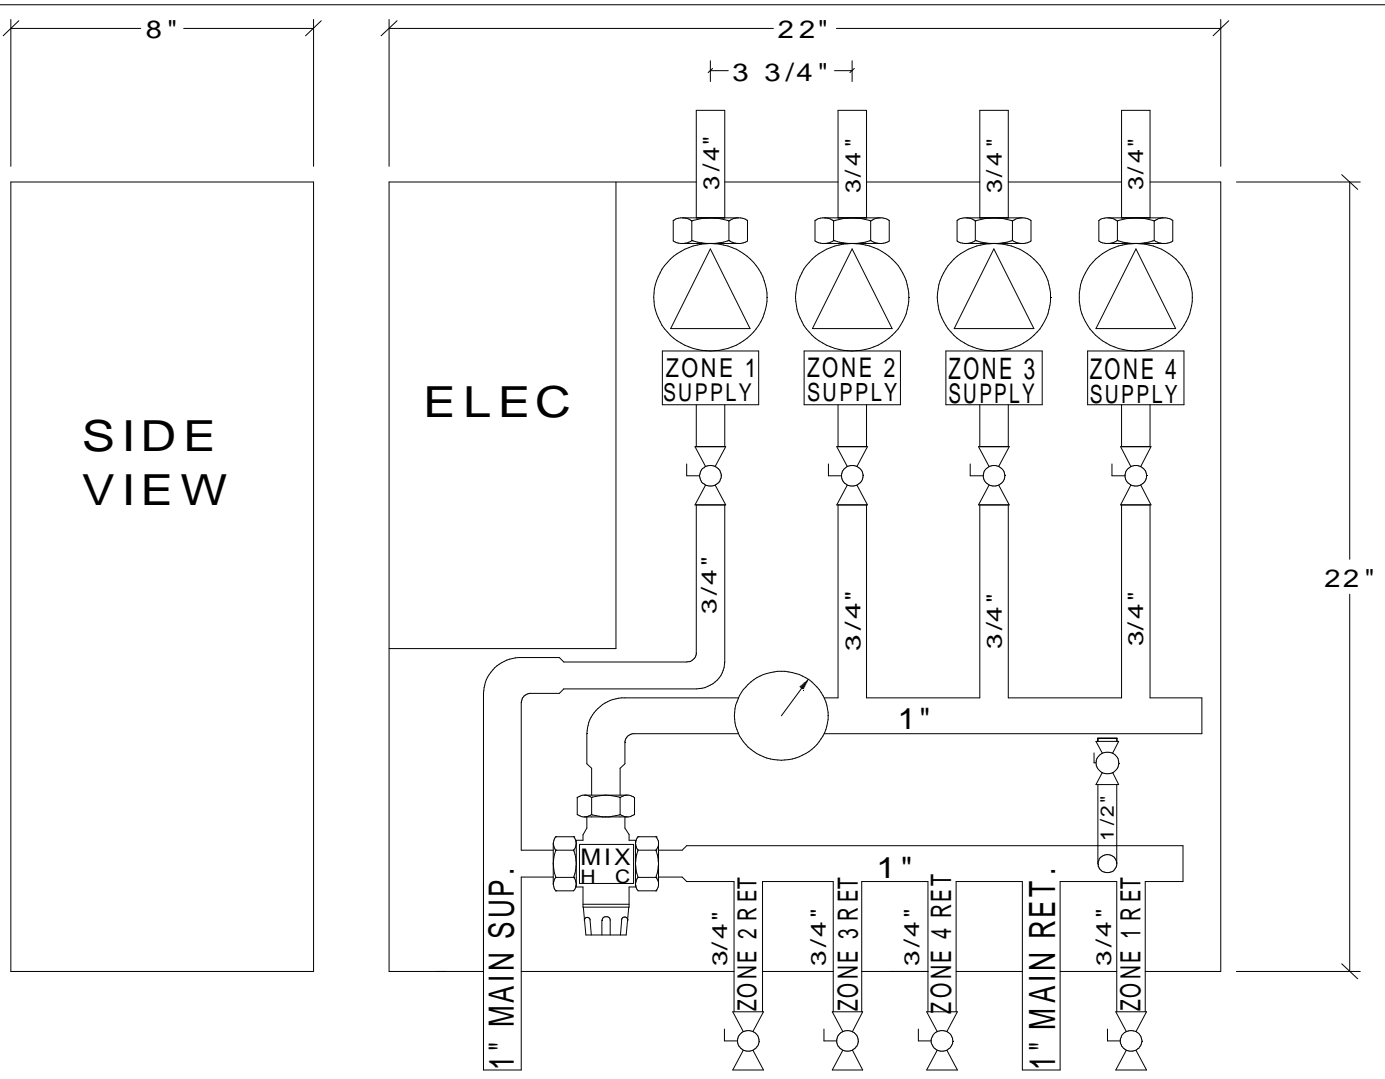 8"
22"
3 3/4"
3/4"
3/4"
3/4"
3/4"
ZONE 1
SUPPLY
ZONE 2
SUPPLY
ZONE 3
SUPPLY
ZONE 4
SUPPLY
ELEC
SIDE
VIEW
22"
3/4"
3/4"
3/4"
3/4"
1"
1/2"
MIX
H C
1"
1" MAIN SUP.
3/4"
ZONE 2 RET
3/4"
ZONE 3 RET
3/4"
ZONE 4 RET
1" MAIN RET.
3/4"
ZONE 1 RET